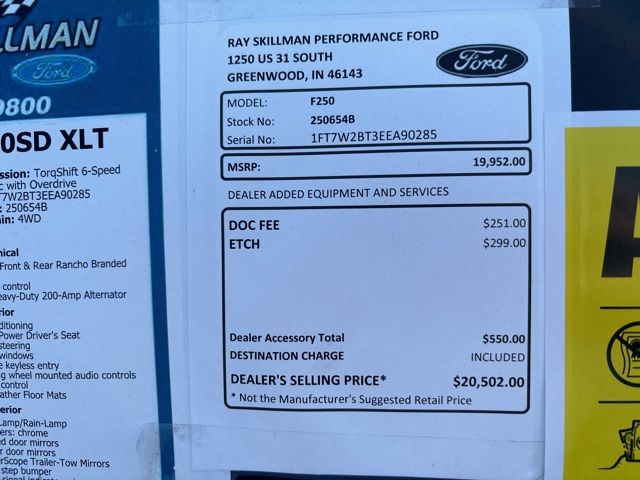 LLMAN
Ford
0800
0SD XLT
ssion: TorqShift 6-Speed
c with Overdrive
T7W2BT3EEA90285
: 250654B
in: 4WD
nical
Front & Rear Rancho Branded
control
eavy-Duty 200-Amp Alternator
rior
ditioning
Power Driver's Seat
steering
windows
e keyless entry
ng wheel mounted audio controls
control
ather Floor Mats
erior
Lamp/Rain-Lamp
ers: chrome
ed door mirrors
r door mirrors
erScope Trailer-Tow Mirrors
step bumper
RAY SKILLMAN PERFORMANCE FORD
1250 US 31 SOUTH
GREENWOOD, IN 46143
Ford
MODEL: F250
Stock No: 250654B
Serial No: 1FT7W2BT3EEA90285
MSRP: 19,952.00
DEALER ADDED EQUIPMENT AND SERVICES
DOC FEE $251.00
ETCH $299.00
Dealer Accessory Total $550.00
DESTINATION CHARGE INCLUDED
DEALER'S SELLING PRICE* $20,502.00
* Not the Manufacturer's Suggested Retail Price
A